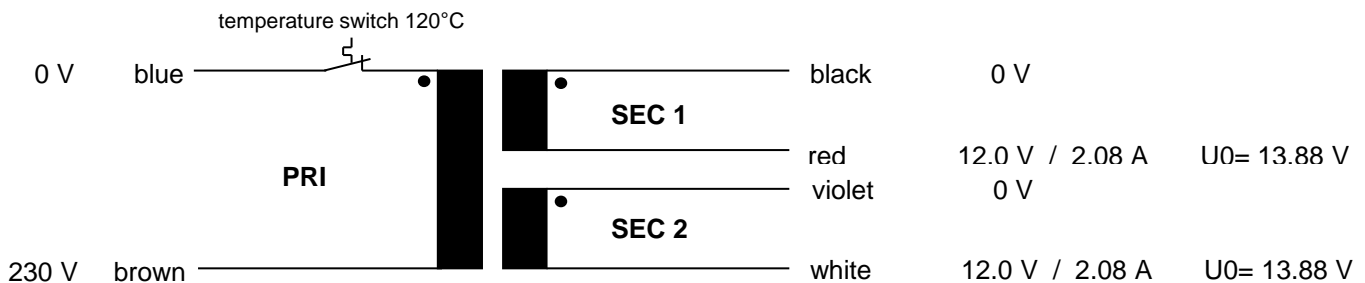 temperature switch 120°C
0 V blue black 0 V
SEC 1
red 12.0 V / 2.08 A U0= 13.88 V
PRI
violet 0 V
SEC 2
230 V brown white 12.0 V / 2.08 A U0= 13.88 V